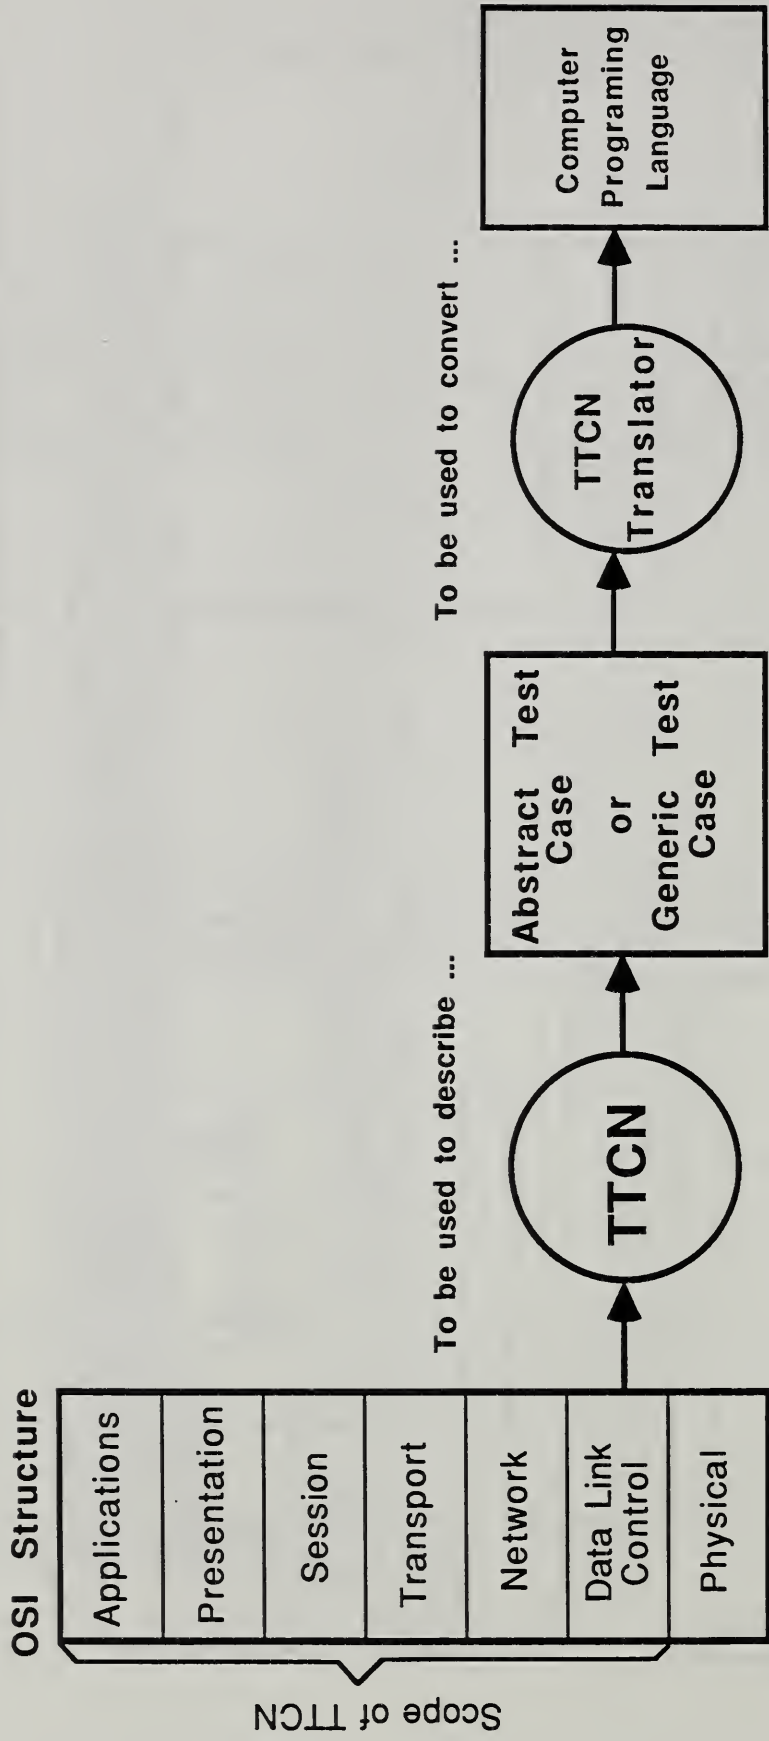 OSI Structure
Applications
Presentation
Session
Transport
Network
Data Link
Control
Physical
Scope of TTCN
To be used to describe ...
TTCN
Abstract Test
Case
or
Generic Test
Case
To be used to convert ...
TTCN
Translator
Computer
Programing
Language